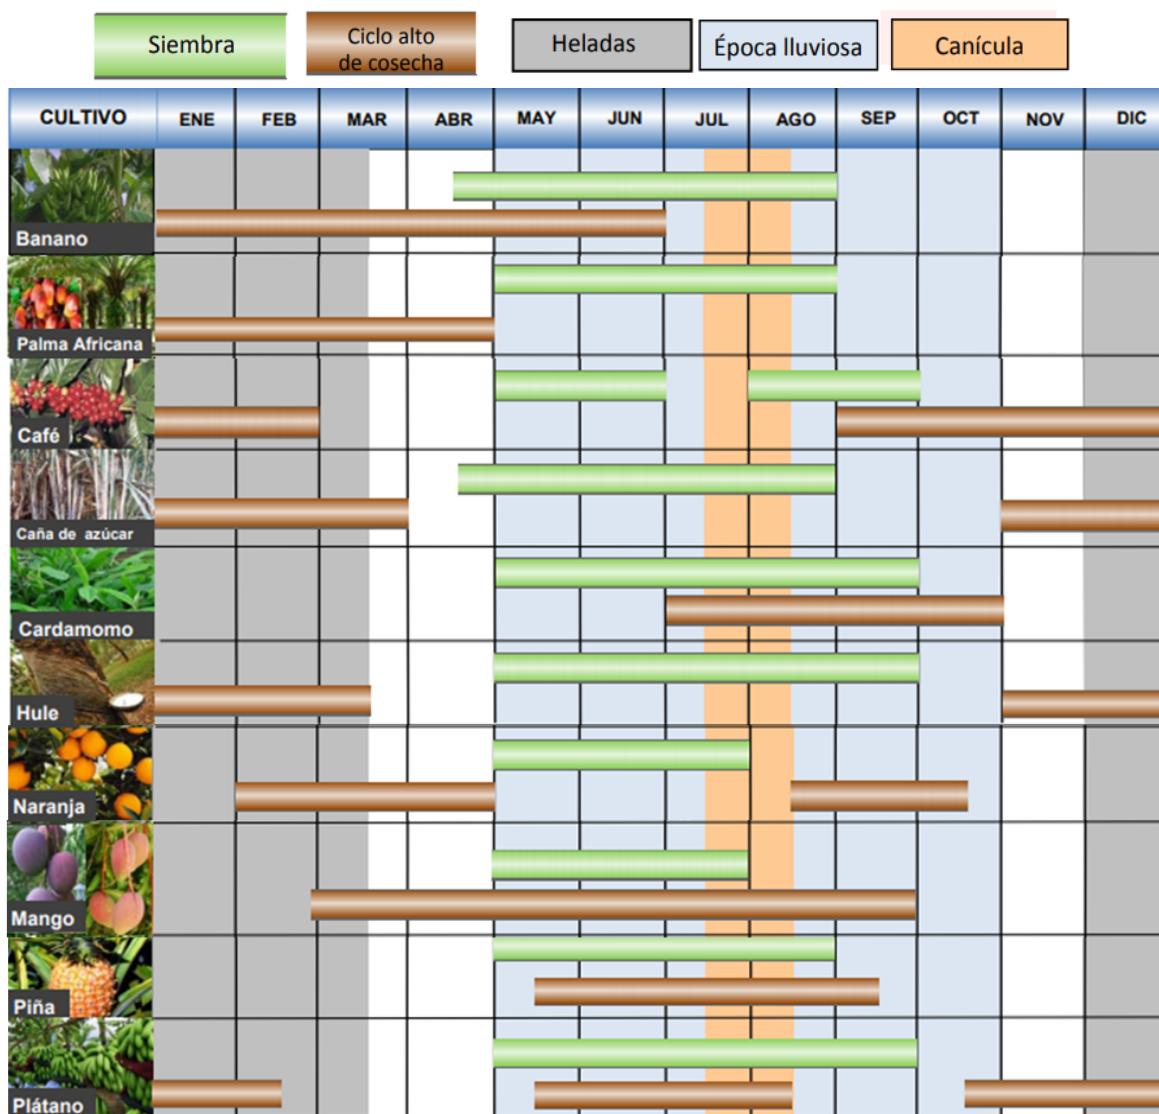 Siembra
Ciclo alto
de cosecha
Heladas
Época lluviosa
Canícula
CULTIVO ENE FEB MAR ABR MAY JUN JUL AGO SEP OCT NOV DIC
Banano
Palma Africana
Café
Caña de azúcar
Cardamomo
Hule
Naranja
Mango
Piña
Plátano